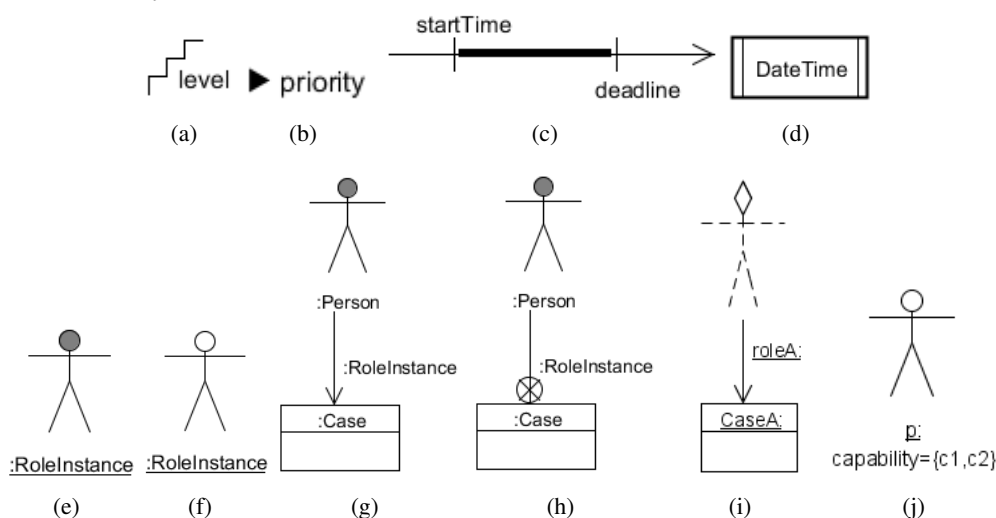 startTime
level
priority
deadline
DateTime
(a)
(b)
(c)
(d)
:Person
:Person
:RoleInstance
:RoleInstance
roleA:
:Case
:Case
CaseA:
p:
:RoleInstance
:RoleInstance
capability={c1,c2}
(e)
(f)
(g)
(h)
(i)
(j)